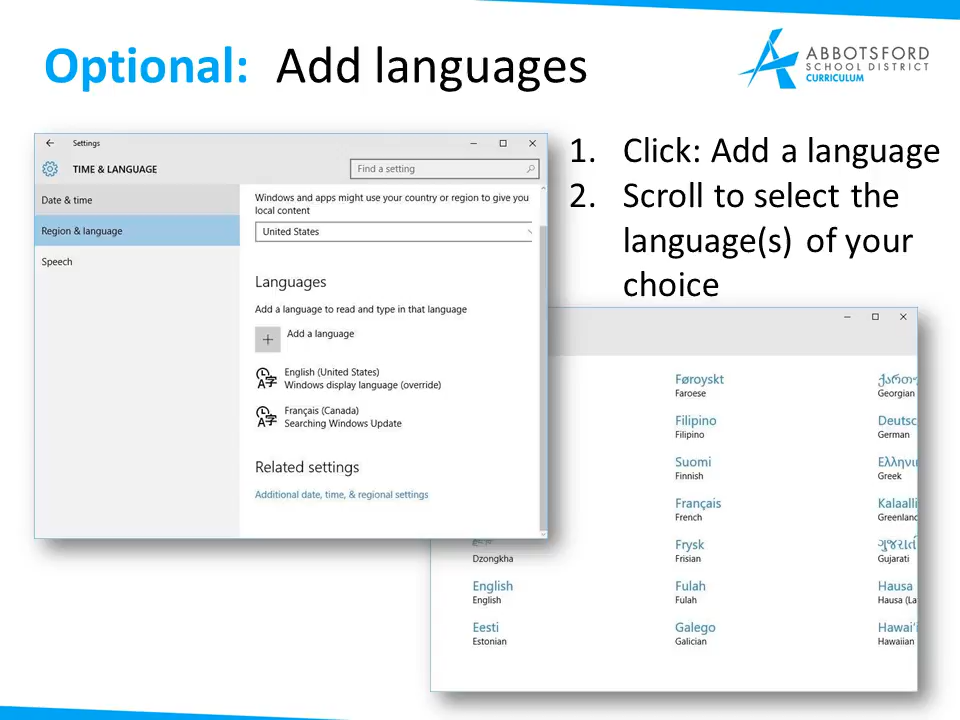 Optional: Add languages
ABBOTSFORD
SCHOOL DISTRICT
CURRICULUM
1. Click: Add a language
2. Scroll to select the
language(s) of your
choice
Settings
TIME & LANGUAGE
Find a setting
Date & time
Region & language
Speech
Windows and apps might use your country or region to give you
local content
United States
Languages
Add a language to read and type in that language
Add a language
English (United States)
Windows display language (override)
Français (Canada)
Searching Windows Update
Related settings
Additional date, time, & regional settings
Dzongkha
English
English
Eesti
Estonian
Føroyskt
Faroese
Filipino
Filipino
Suomi
Finnish
Français
French
Frysk
Frisian
Fulah
Fulah
Galego
Galician
Georgian
Deutsc
German
Ελληνι
Greek
Kalaalli
Greenland
ગુજરાત
Gujarati
Hausa
Hausa (La
Hawaiʻi
Hawaiian